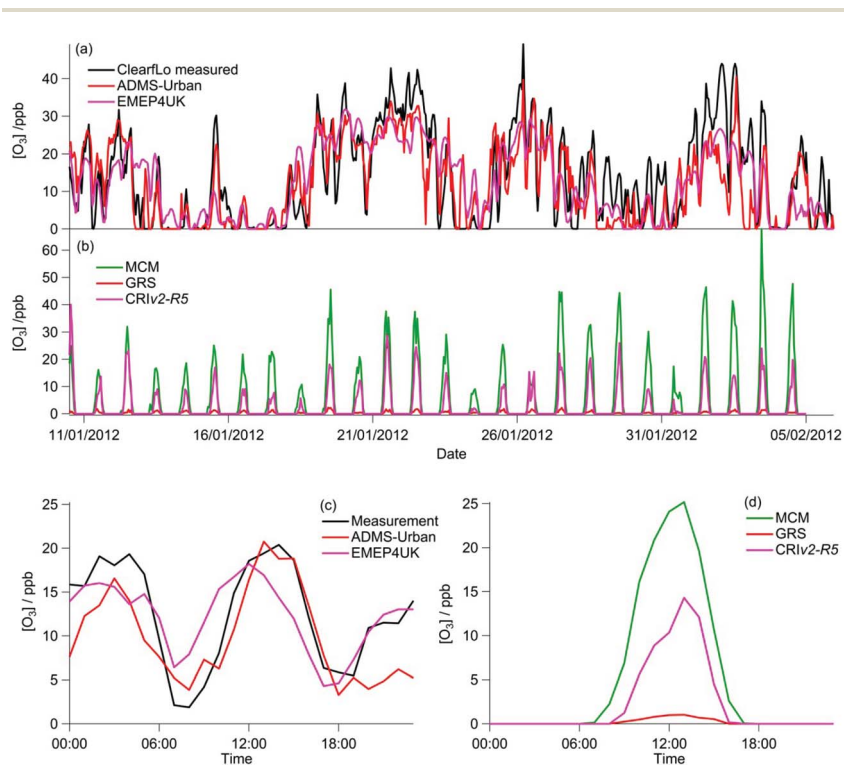 (a)
ClearfLo measured
ADMS-Urban
EMEP4UK
[O3] /ppb
40
30
20
10
0
(b)
MCM
GRS
CRIv2-R5
[O3] /ppb
60
50
40
30
20
10
0
11/01/2012 16/01/2012 21/01/2012 26/01/2012 31/01/2012 05/02/2012
Date
(c)
Measurement
ADMS-Urban
EMEP4UK
[O3] / ppb
25
20
15
10
5
0
00:00 06:00 12:00 18:00
Time
(d)
MCM
GRS
CRIv2-R5
[O3] / ppb
25
20
15
10
5
0
00:00 06:00 12:00 18:00
Time